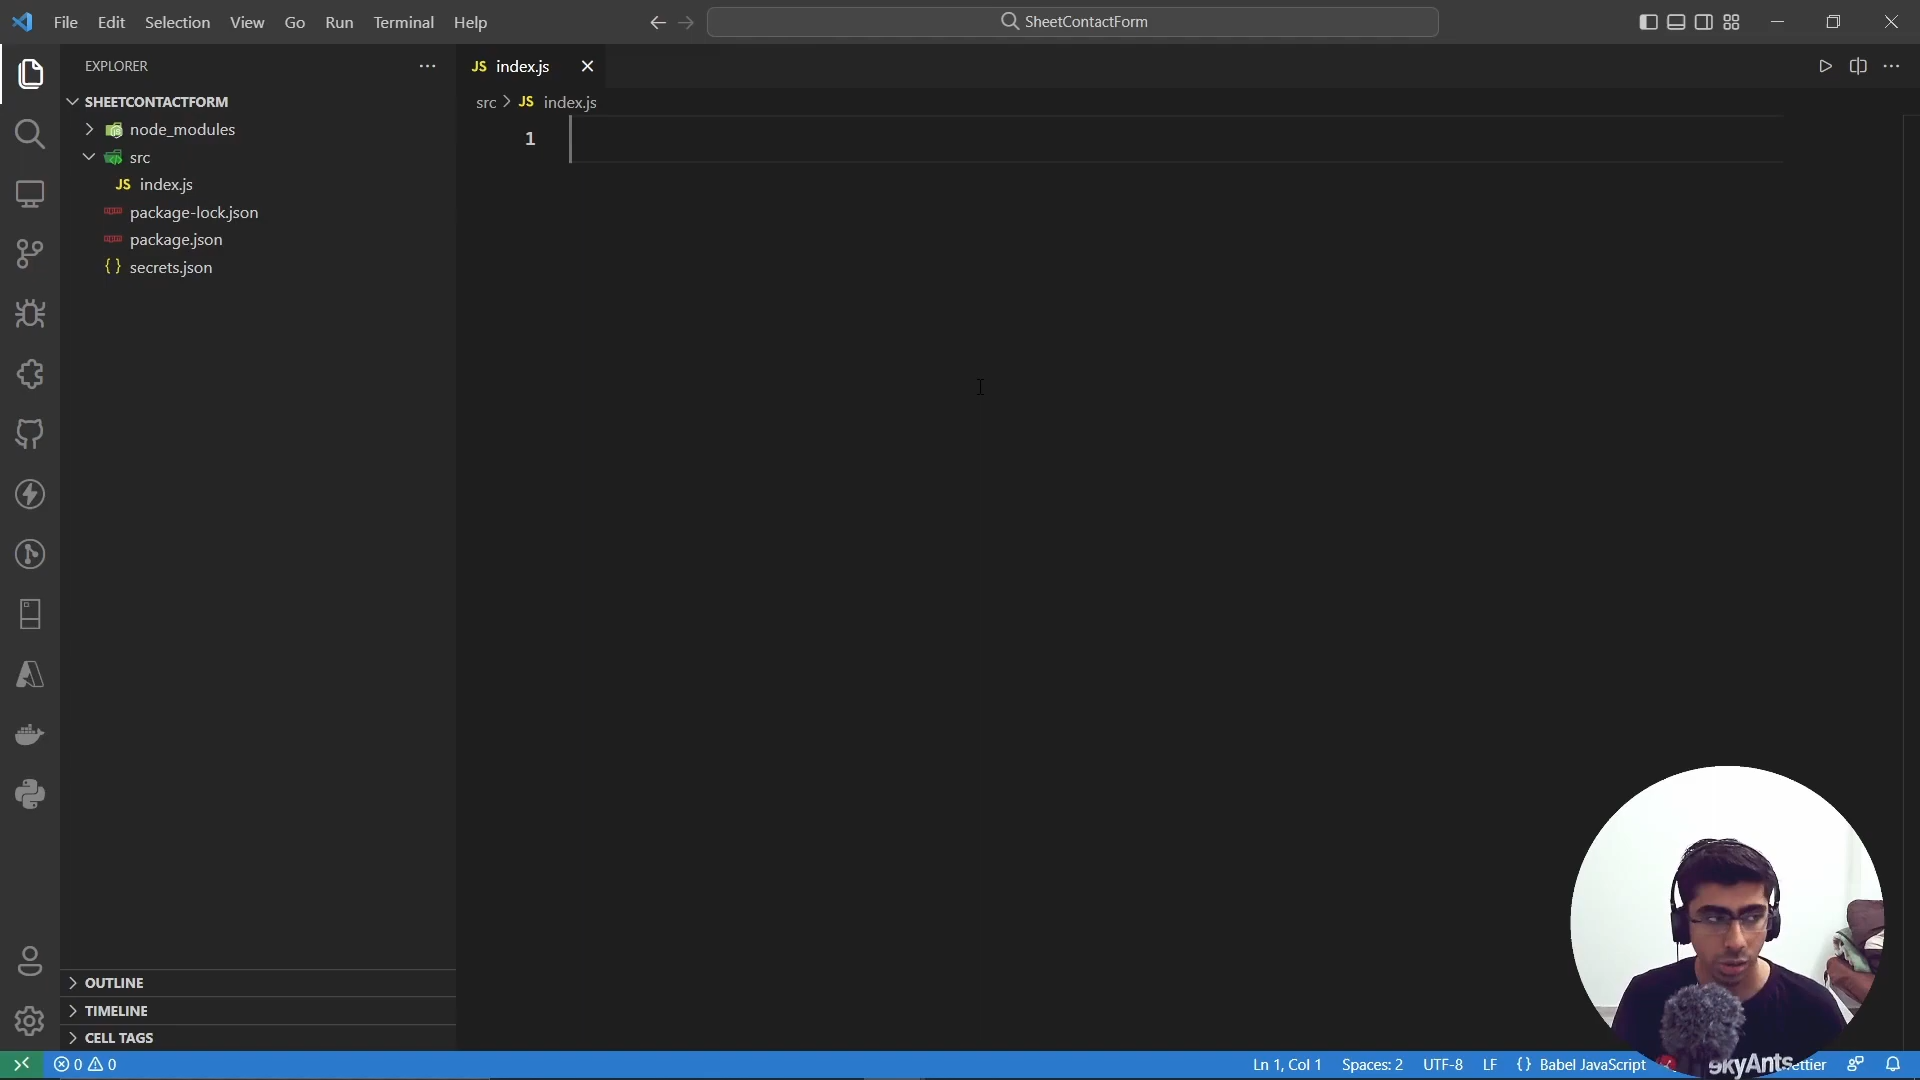 File Edit Selection View Go Run Terminal Help
SheetContactForm
EXPLORER
SHEETCONTACTFORM
node_modules
src
JS index.js
package-lock.json
package.json
{} secrets.json
OUTLINE
TIMELINE
CELL TAGS
JS index.js
src > JS index.js
1
0 0
Ln 1, Col 1 Spaces: 2 UTF-8 LF {} Babel JavaScript
SkyAnts